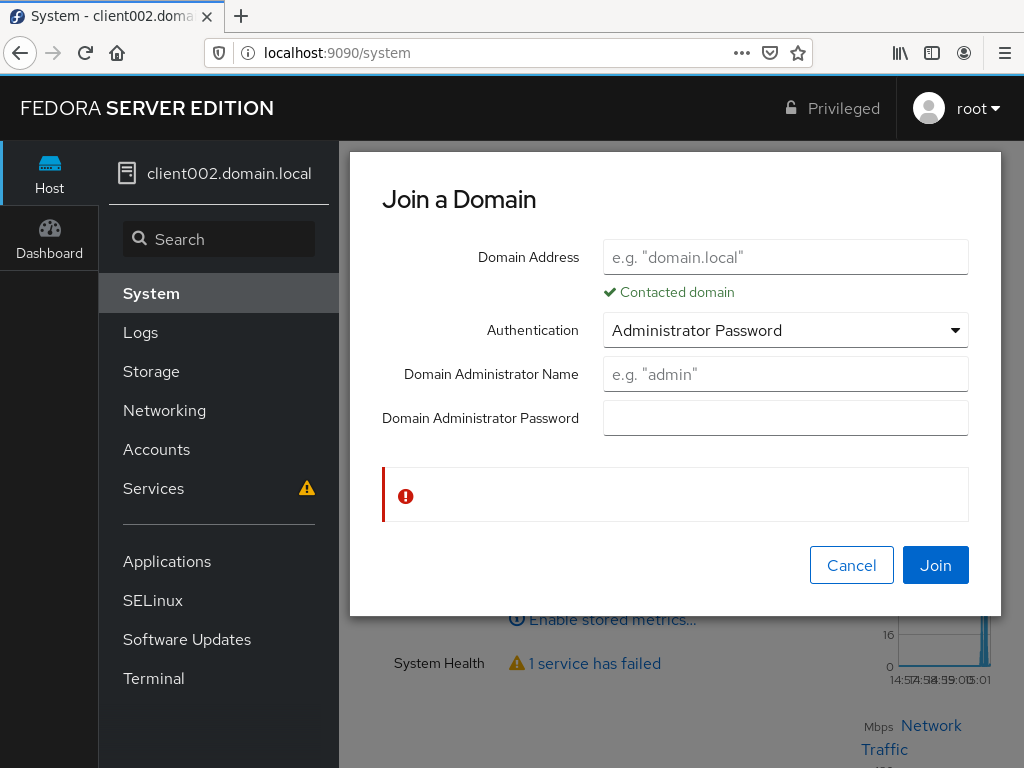 System - client002.doma
localhost:9090/system
FEDORA SERVER EDITION
Privileged
root
Host
Dashboard
client002.domain.local
Search
System
Logs
Storage
Networking
Accounts
Services
Applications
SELinux
Software Updates
Terminal
Join a Domain
Domain Address
e.g. "domain.local"
Contacted domain
Authentication
Administrator Password
Domain Administrator Name
e.g. "admin"
Domain Administrator Password
Cancel
Join
Enable stored metrics...
System Health
1 service has failed
16
0
15:01
Mbps Network
Traffic